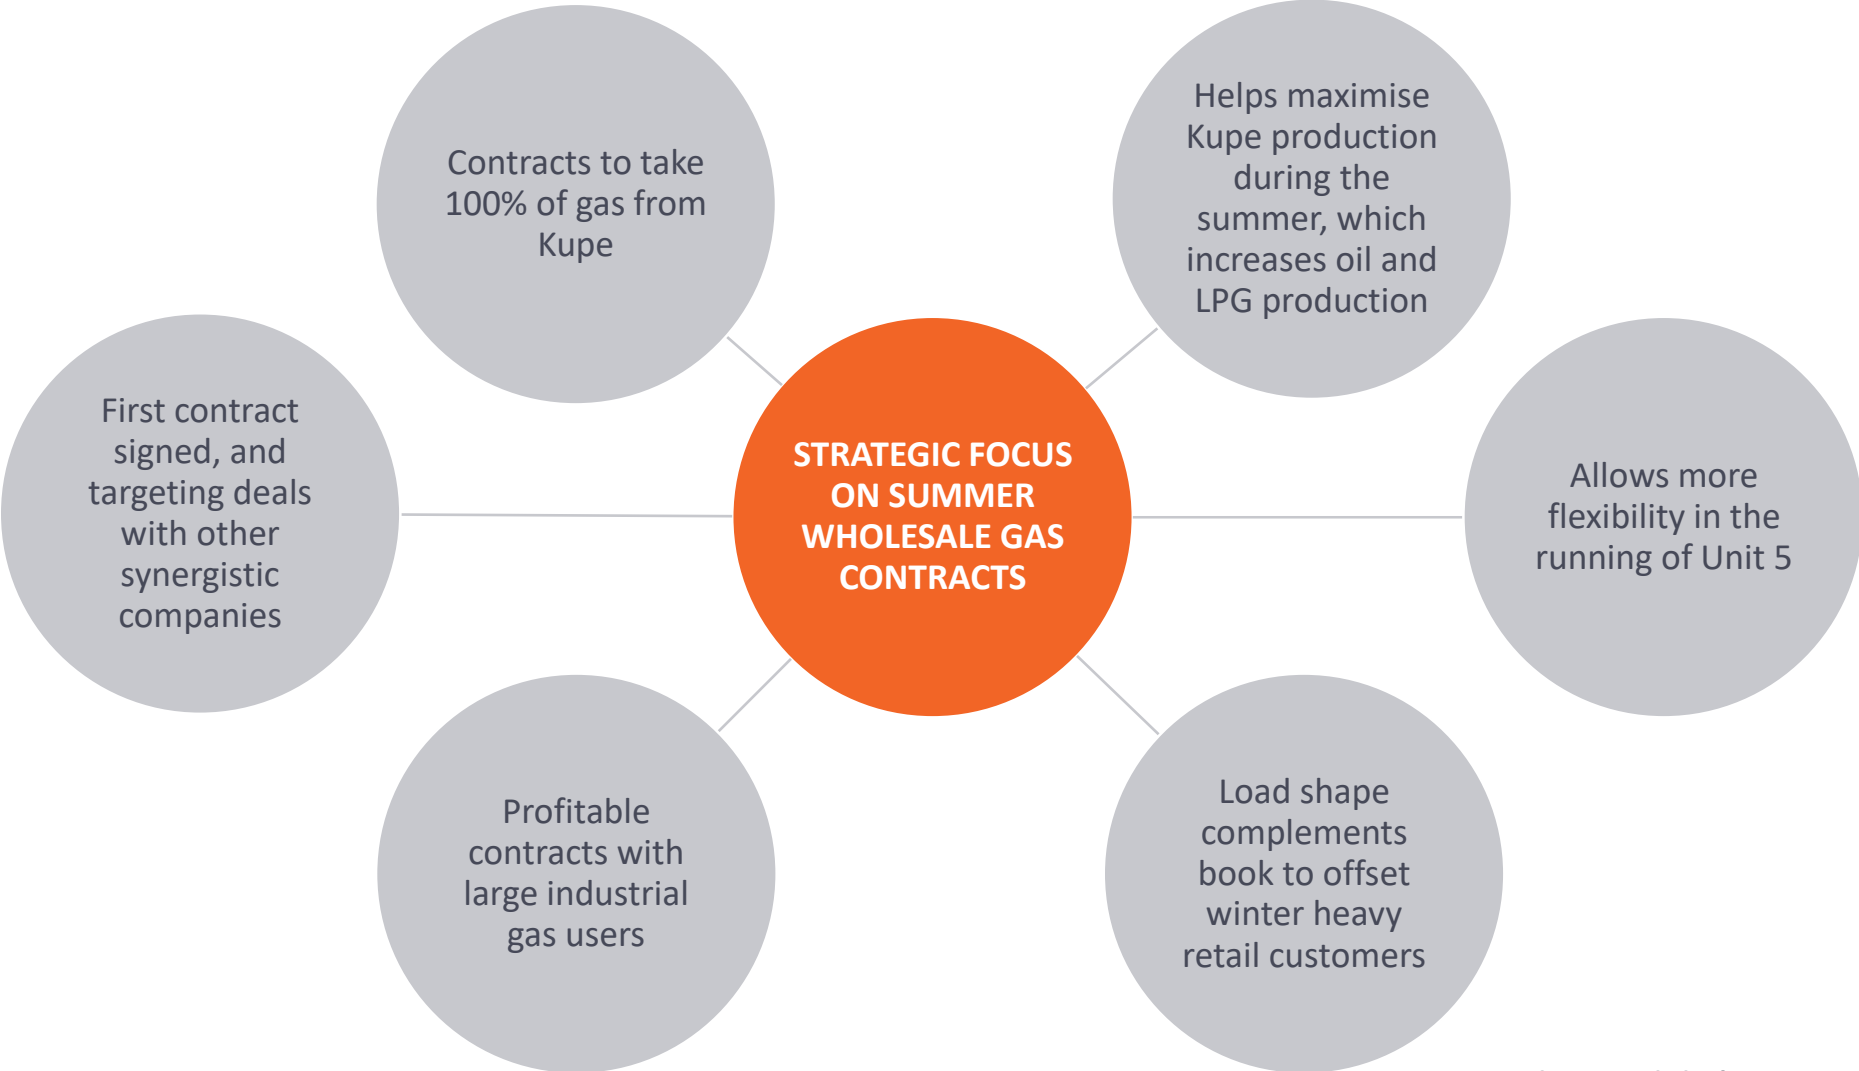 Contracts to take
100% of gas from
Kupe
Helps maximise
Kupe production
during the
summer, which
increases oil and
LPG production
First contract
signed, and
targeting deals
with other
synergistic
companies
STRATEGIC FOCUS
ON SUMMER
WHOLESALE GAS
CONTRACTS
Allows more
flexibility in the
running of Unit 5
Profitable
contracts with
large industrial
gas users
Load shape
complements
book to offset
winter heavy
retail customers